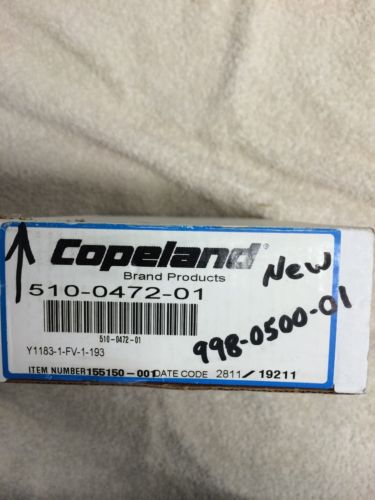 Copeland®
Brand Products
New
510-0472-01
998-0500-01
510-0472-01
Y1183-1-FV-1-193
ITEM NUMBER 155150-001 DATE CODE 2811/19211